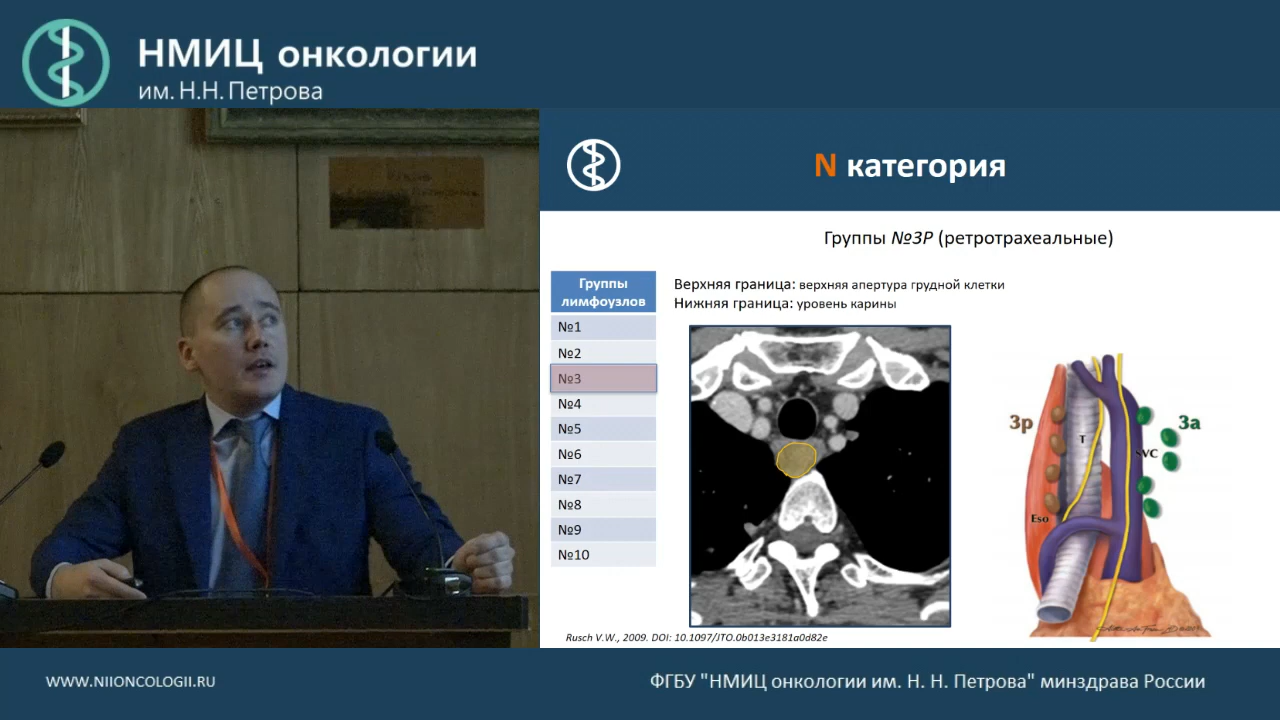 НМИЦ онкологии
им. Н.Н. Петрова
N категория
Группы №3P (ретротрахеальные)
Группы
лимфоузлов
№1
№2
№3
№4
№5
№6
№7
№8
№9
№10
Верхняя граница: верхняя апертура грудной клетки
Нижняя граница: уровень карины
3p
3a
T
SVC
Eso
Rusch V.W., 2009. DOI: 10.1097/JTO.0b013e3181a0d82e
WWW.NIIONCOLOGII.RU
ФГБУ "НМИЦ онкологии им. Н. Н. Петрова" минздрава России